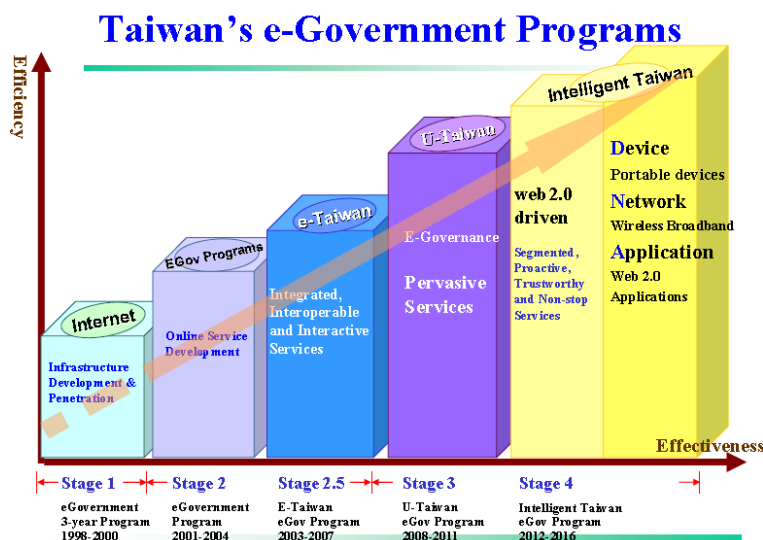 Taiwan's e-Government Programs
Efficiency
Intelligent Taiwan
U-Taiwan
e-Taiwan
EGov Programs
Internet
Infrastructure
Development &
Penetration
Online Service
Development
Integrated,
Interoperable
and Interactive
Services
E-Governance
Pervasive
Services
web 2.0
driven
Segmented,
Proactive,
Trustworthy
and Non-stop
Services
Device
Portable devices
Network
Wireless Broadband
Application
Web 2.0
Applications
Effectiveness
Stage 1
Stage 2
Stage 2.5
Stage 3
Stage 4
eGovernment
3-year Program
1998-2000
eGovernment
Program
2001-2004
E-Taiwan
eGov Program
2003-2007
U-Taiwan
eGov Program
2008-2011
Intelligent Taiwan
eGov Program
2012-2016